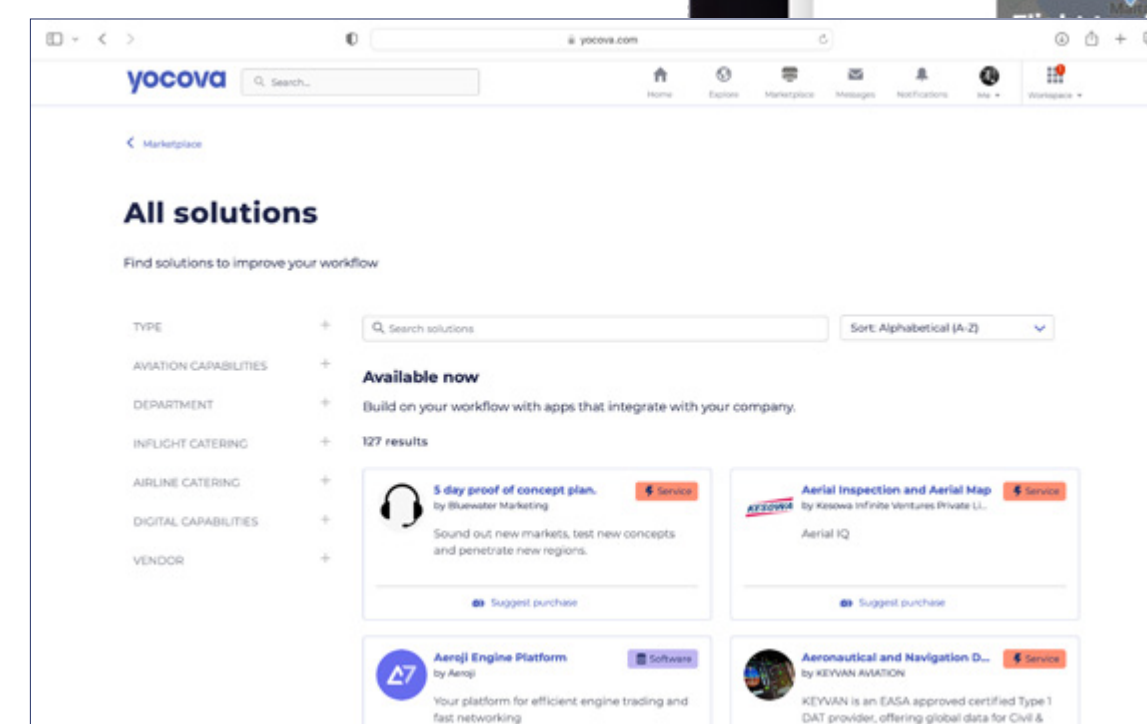 yocova.com
yocova
Search...
Home
Explore
Marketplace
Messages
Notifications
Me
Workspace
Marketplace
All solutions
Find solutions to improve your workflow
TYPE
AVIATION CAPABILITIES
DEPARTMENT
INFLIGHT CATERING
AIRLINE CATERING
DIGITAL CAPABILITIES
VENDOR
Search solutions
Sort: Alphabetical (A-Z)
Available now
Build on your workflow with apps that integrate with your company.
127 results
5 day proof of concept plan.
Service
by Bluewater Marketing
Sound out new markets, test new concepts
and penetrate new regions.
Suggest purchase
KESOWA
Aerial Inspection and Aerial Map
Service
by Kesowa Infinite Ventures Private Li...
Aerial IQ
Suggest purchase
Aeroji Engine Platform
Software
by Aeroji
Your platform for efficient engine trading and
fast networking
Aeronautical and Navigation D...
Service
by KEYVAN AVIATION
KEYVAN is an EASA approved certified Type 1
DAT provider, offering global data for Civil &